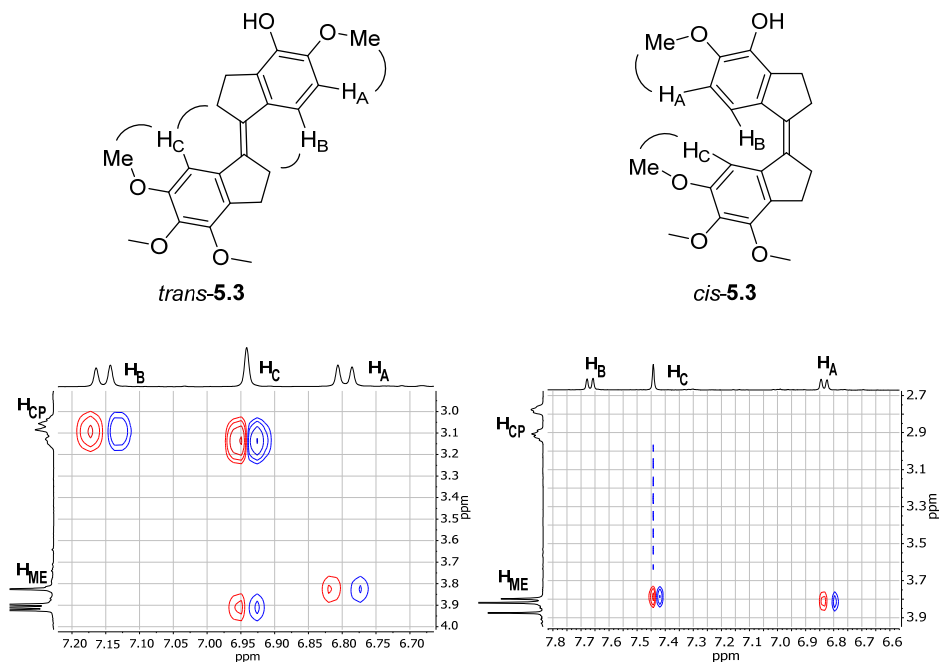 HO
O
Me
H_A
H_C
H_B
Me
O
O
O
trans-5.3
O
OH
Me
H_A
H_B
H_C
Me
O
O
O
cis-5.3
H_B
H_C
H_A
H_CP
H_ME
3.0
3.1
3.2
3.3
3.4
3.5
3.6
3.7
3.8
3.9
4.0
ppm
7.20 7.15 7.10 7.05 7.00 6.95 6.90 6.85 6.80 6.75 6.70
ppm
H_B
H_C
H_A
H_CP
H_ME
2.7
2.9
3.1
3.3
3.5
3.7
3.9
ppm
7.8 7.7 7.6 7.5 7.4 7.3 7.2 7.1 7.0 6.9 6.8 6.7 6.6
ppm